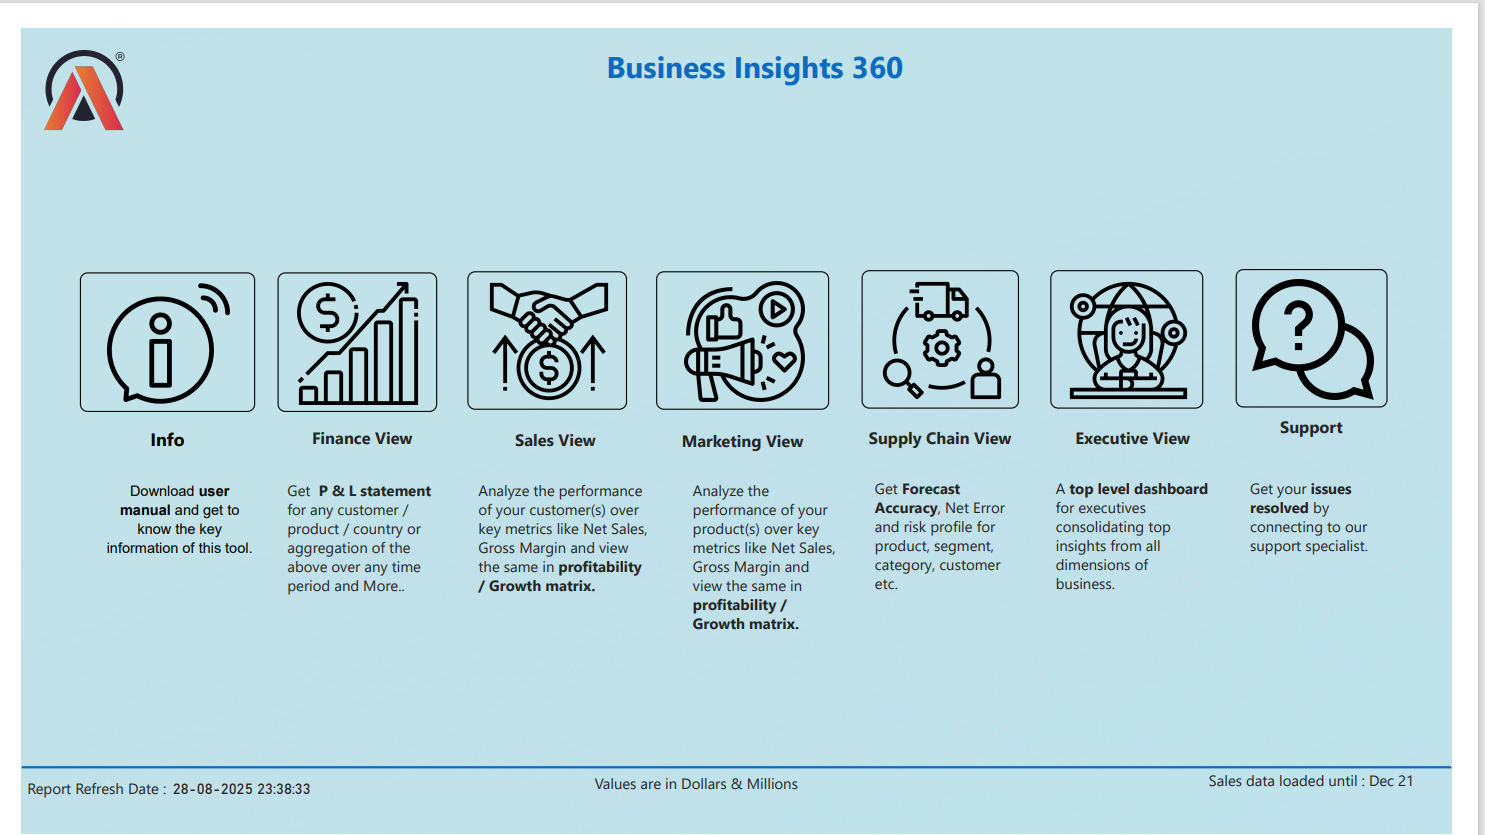 ®
Business Insights 360
Info
Download user
manual and get to
know the key
information of this tool.
Finance View
Get  P & L statement
for any customer /
product / country or
aggregation of the
above over any time
period and More..
Sales View
Analyze the performance
of your customer(s) over
key metrics like Net Sales,
Gross Margin and view
the same in profitability
/ Growth matrix.
Marketing View
Analyze the
performance of your
product(s) over key
metrics like Net Sales,
Gross Margin and
view the same in
profitability /
Growth matrix.
Supply Chain View
Get Forecast
Accuracy, Net Error
and risk profile for
product, segment,
category, customer
etc.
Executive View
A top level dashboard
for executives
consolidating top
insights from all
dimensions of
business.
Support
Get your issues
resolved by
connecting to our
support specialist.
Report Refresh Date : 28-08-2025 23:38:33
Values are in Dollars & Millions
Sales data loaded until : Dec 21